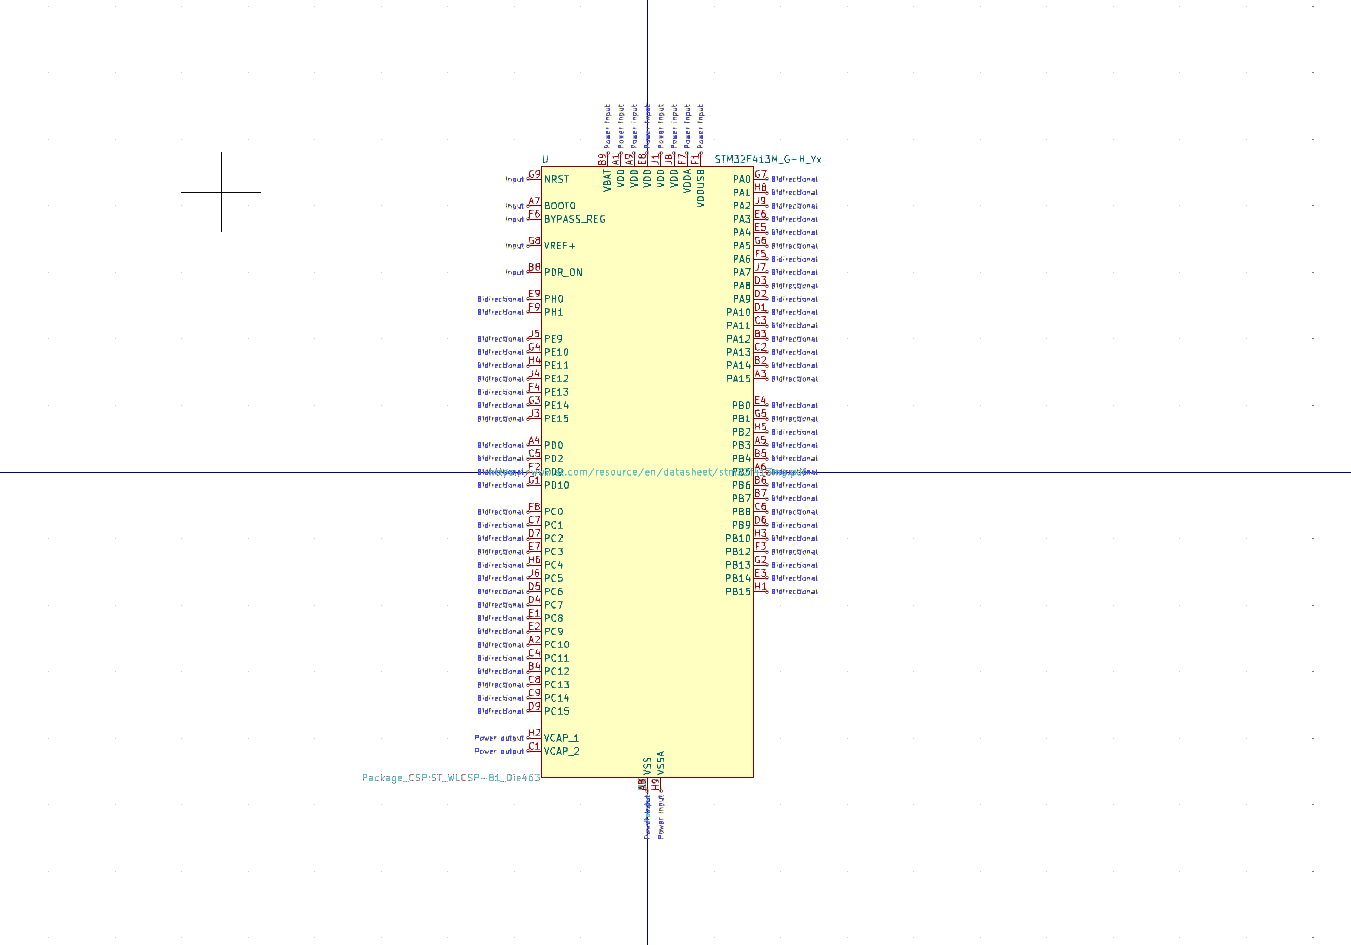 Power Input Power Input Power Input Power Input Power Input Power Input Power Input Power Input
B9 A1 A9 E8 J1 J8 F7 F1
U STM32F413M_G-H_Yx
VBAT VDD VDD VDD VDD VDD VDDA VDDUSB
Input G9 NRST PA0 G7 Bidirectional
PA1 H8 Bidirectional
Input A7 BOOT0 PA2 J9 Bidirectional
Input F6 BYPASS_REG PA3 E6 Bidirectional
PA4 E5 Bidirectional
Input G8 VREF+ PA5 G6 Bidirectional
PA6 F5 Bidirectional
Input B8 PDR_ON PA7 J7 Bidirectional
PA8 D3 Bidirectional
Bidirectional E9 PH0 PA9 D2 Bidirectional
Bidirectional F9 PH1 PA10 D1 Bidirectional
PA11 C3 Bidirectional
Bidirectional J5 PE9 PA12 B3 Bidirectional
Bidirectional G4 PE10 PA13 C2 Bidirectional
Bidirectional H4 PE11 PA14 B2 Bidirectional
Bidirectional J4 PE12 PA15 A3 Bidirectional
Bidirectional F4 PE13
Bidirectional G3 PE14 PB0 E4 Bidirectional
Bidirectional J3 PE15 PB1 G5 Bidirectional
PB2 H5 Bidirectional
Bidirectional A4 PD0 PB3 A5 Bidirectional
Bidirectional C5 PD2 PB4 B5 Bidirectional
Bidirectional F2 PD9 PB5 A6 Bidirectional
Bidirectional G1 PD10 PB6 B6 Bidirectional
PB7 B7 Bidirectional
Bidirectional F8 PC0 PB8 C6 Bidirectional
Bidirectional C7 PC1 PB9 D6 Bidirectional
Bidirectional D7 PC2 PB10 H3 Bidirectional
Bidirectional E7 PC3 PB12 F3 Bidirectional
Bidirectional H6 PC4 PB13 G2 Bidirectional
Bidirectional J6 PC5 PB14 E3 Bidirectional
Bidirectional D5 PC6 PB15 H1 Bidirectional
Bidirectional D4 PC7
Bidirectional E1 PC8
Bidirectional E2 PC9
Bidirectional A2 PC10
Bidirectional C4 PC11
Bidirectional B4 PC12
Bidirectional C8 PC13
Bidirectional C9 PC14
Bidirectional D9 PC15
Power output H2 VCAP_1
Power output C1 VCAP_2
VSS VSSA
Package_CSP:ST_WLCSP-81_Die463
H9
Power Input